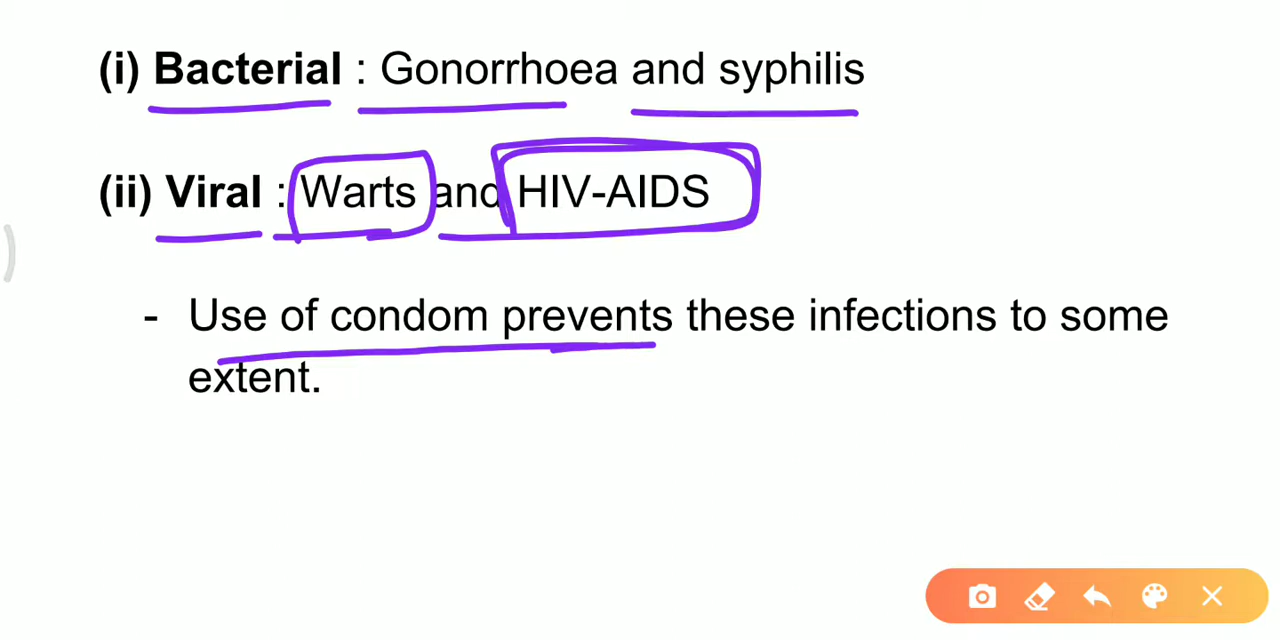 (i) Bacterial : Gonorrhoea and syphilis
(ii) Viral : Warts and HIV-AIDS
- Use of condom prevents these infections to some
extent.